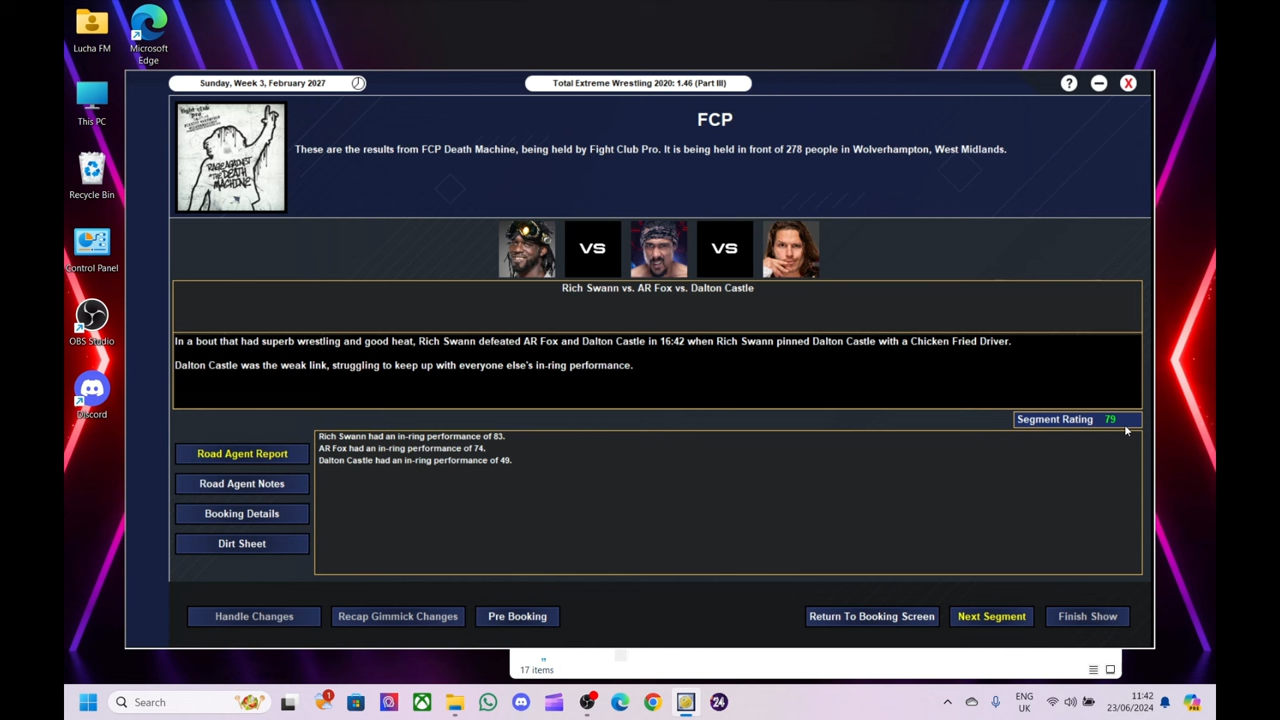 Lucha FM
Microsoft
Edge
This PC
Recycle Bin
Control Panel
OBS Studio
Discord
Sunday, Week 3, February 2027
Total Extreme Wrestling 2020: 1.46 (Part III)
?
X
RAGE AGAINST
THE DEATH
MACHINE
FCP
These are the results from FCP Death Machine, being held by Fight Club Pro. It is being held in front of 278 people in Wolverhampton, West Midlands.
VS
VS
Rich Swann vs. AR Fox vs. Dalton Castle
In a bout that had superb wrestling and good heat, Rich Swann defeated AR Fox and Dalton Castle in 16:42 when Rich Swann pinned Dalton Castle with a Chicken Fried Driver.
Dalton Castle was the weak link, struggling to keep up with everyone else's in-ring performance.
Segment Rating 79
Road Agent Report
Road Agent Notes
Booking Details
Dirt Sheet
Rich Swann had an in-ring performance of 83.
AR Fox had an in-ring performance of 74.
Dalton Castle had an in-ring performance of 49.
Handle Changes
Recap Gimmick Changes
Pre Booking
Return To Booking Screen
Next Segment
Finish Show
17 items
Search
1
24
ENG
UK
11:42
23/06/2024